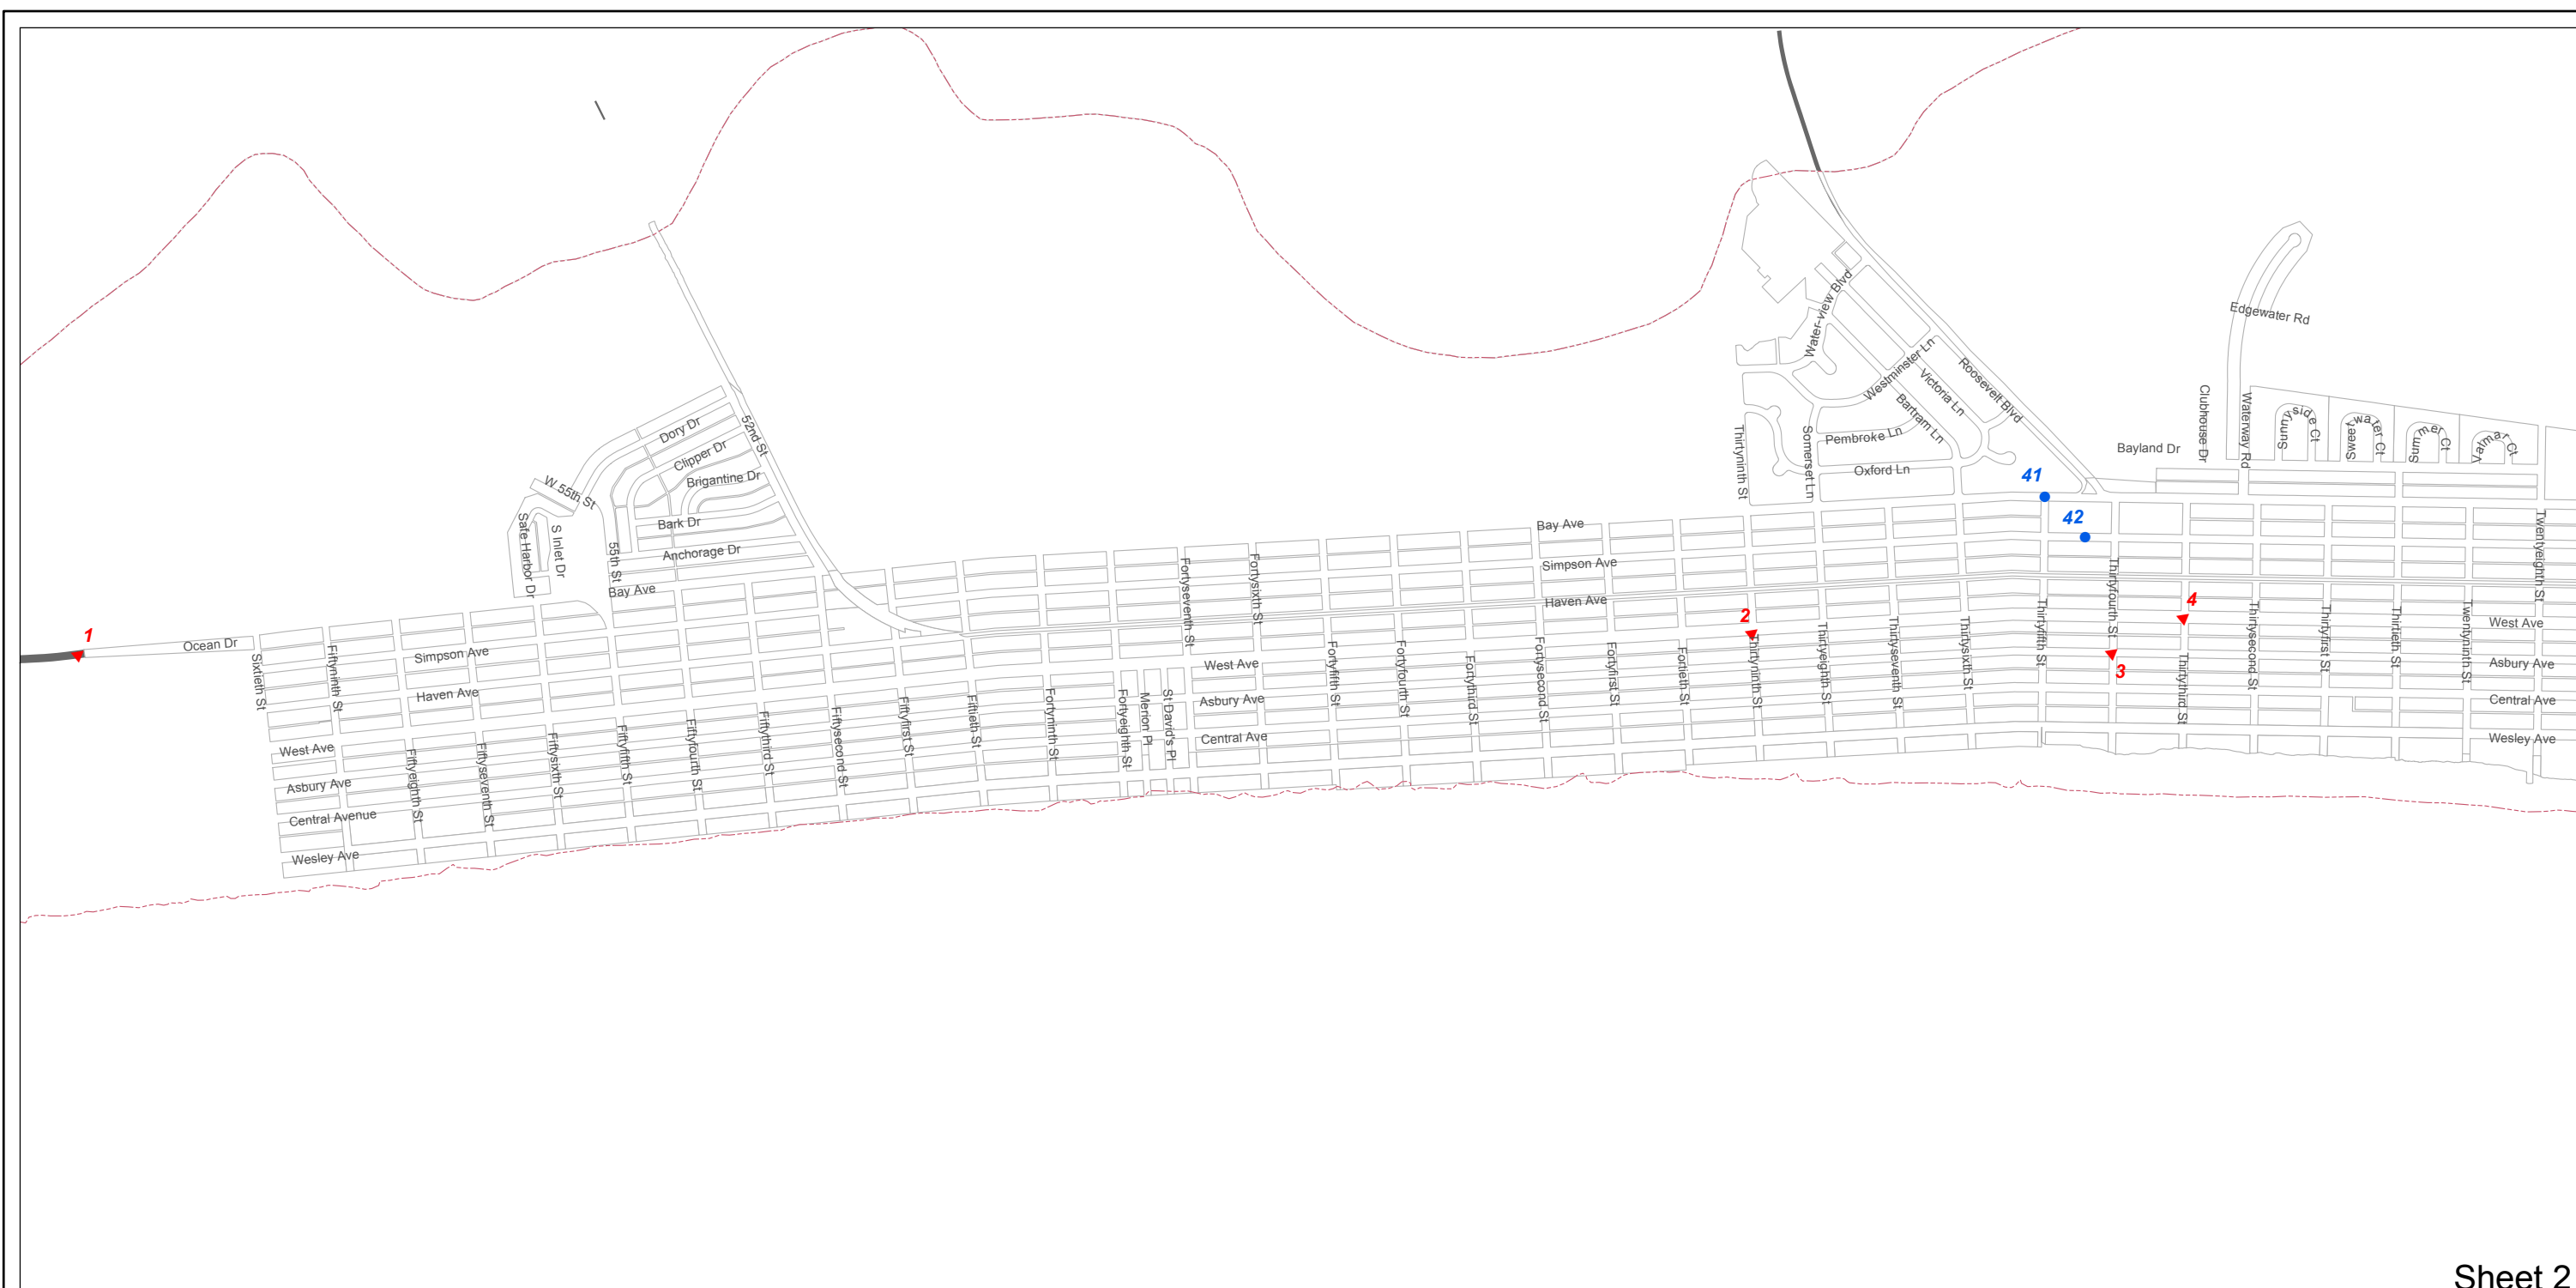 Edgewater Rd
Water-view Blvd
Westminster Ln
Victoria Ln
Roosevelt Blvd
Bartram Ln
Pembroke Ln
Oxford Ln
Somerset Ln
Thirtyninth St
Clubhouse Dr
Waterway Rd
Bayland Dr
Sunnyside Ct
Sweetwater Ct
Summer Ct
Valmar Ct
Dory Dr
Clipper Dr
Brigantine Dr
52nd St
W 55th St
Bark Dr
Anchorage Dr
Safe Harbor Dr
S Inlet Dr
55th St
Bay Ave
41
42
Bay Ave
Simpson Ave
Haven Ave
1
Ocean Dr
Simpson Ave
Haven Ave
West Ave
Asbury Ave
Central Avenue
Wesley Ave
Sixtieth St
Fiftyninth St
Fiftyeighth St
Fiftyseventh St
Fiftysixth St
Fiftyfifth St
Fiftyfourth St
Fiftythird St
Fiftysecond St
Fiftyfirst St
Fiftieth St
Fortyninth St
Fortyeighth St
Merion Pl
St David's Pl
Fortyseventh St
Fortysixth St
West Ave
Asbury Ave
Central Ave
Fortyfifth St
Fortyfourth St
Fortythird St
Fortysecond St
Fortyfirst St
Fortieth St
2
Thirtyninth St
Thirtyeighth St
Thirtyseventh St
Thirtysixth St
Thirtyfifth St
Thirtyfourth St
3
4
Thirtythird St
Thirtysecond St
Thirtyfirst St
Thirtieth St
Twentyninth St
Twentyeighth St
West Ave
Asbury Ave
Central Ave
Wesley Ave
Sheet 2